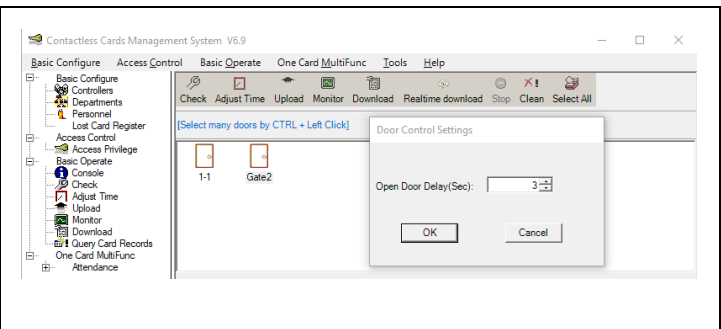 Contactless Cards Management System V6.9
Basic Configure Access Control Basic Operate One Card MultiFunc Tools Help
Basic Configure
Controllers
Departments
Personnel
Lost Card Register
Access Control
Access Privilege
Basic Operate
Console
Check
Adjust Time
Upload
Monitor
Download
Query Card Records
One Card MultiFunc
Attendance
Check Adjust Time Upload Monitor Download Realtime download Stop Clean Select All
[Select many doors by CTRL + Left Click]
1-1 Gate2
Door Control Settings
Open Door Delay(Sec): 3
OK Cancel